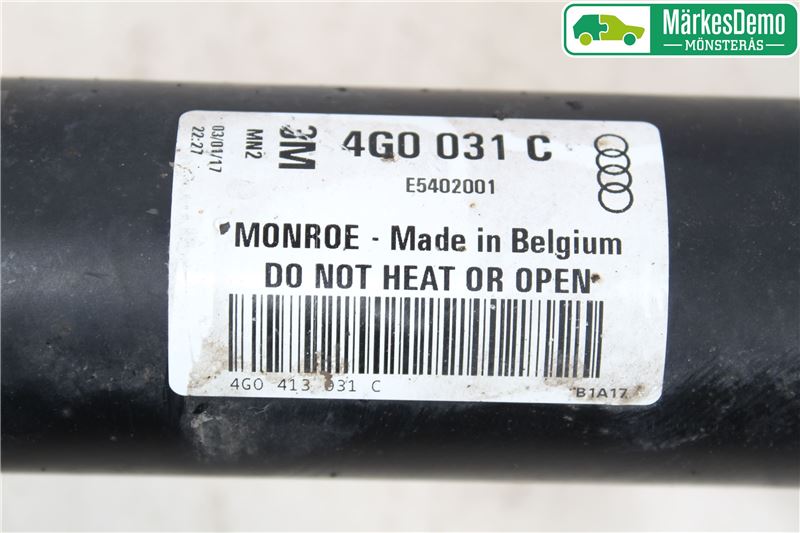 MärkesDemo
MÖNSTERÅS
03/01/17
22:27
MN2
3M
4G0 031 C
E5402001
MONROE - Made in Belgium
DO NOT HEAT OR OPEN
4G0 413 031 C
B1A17